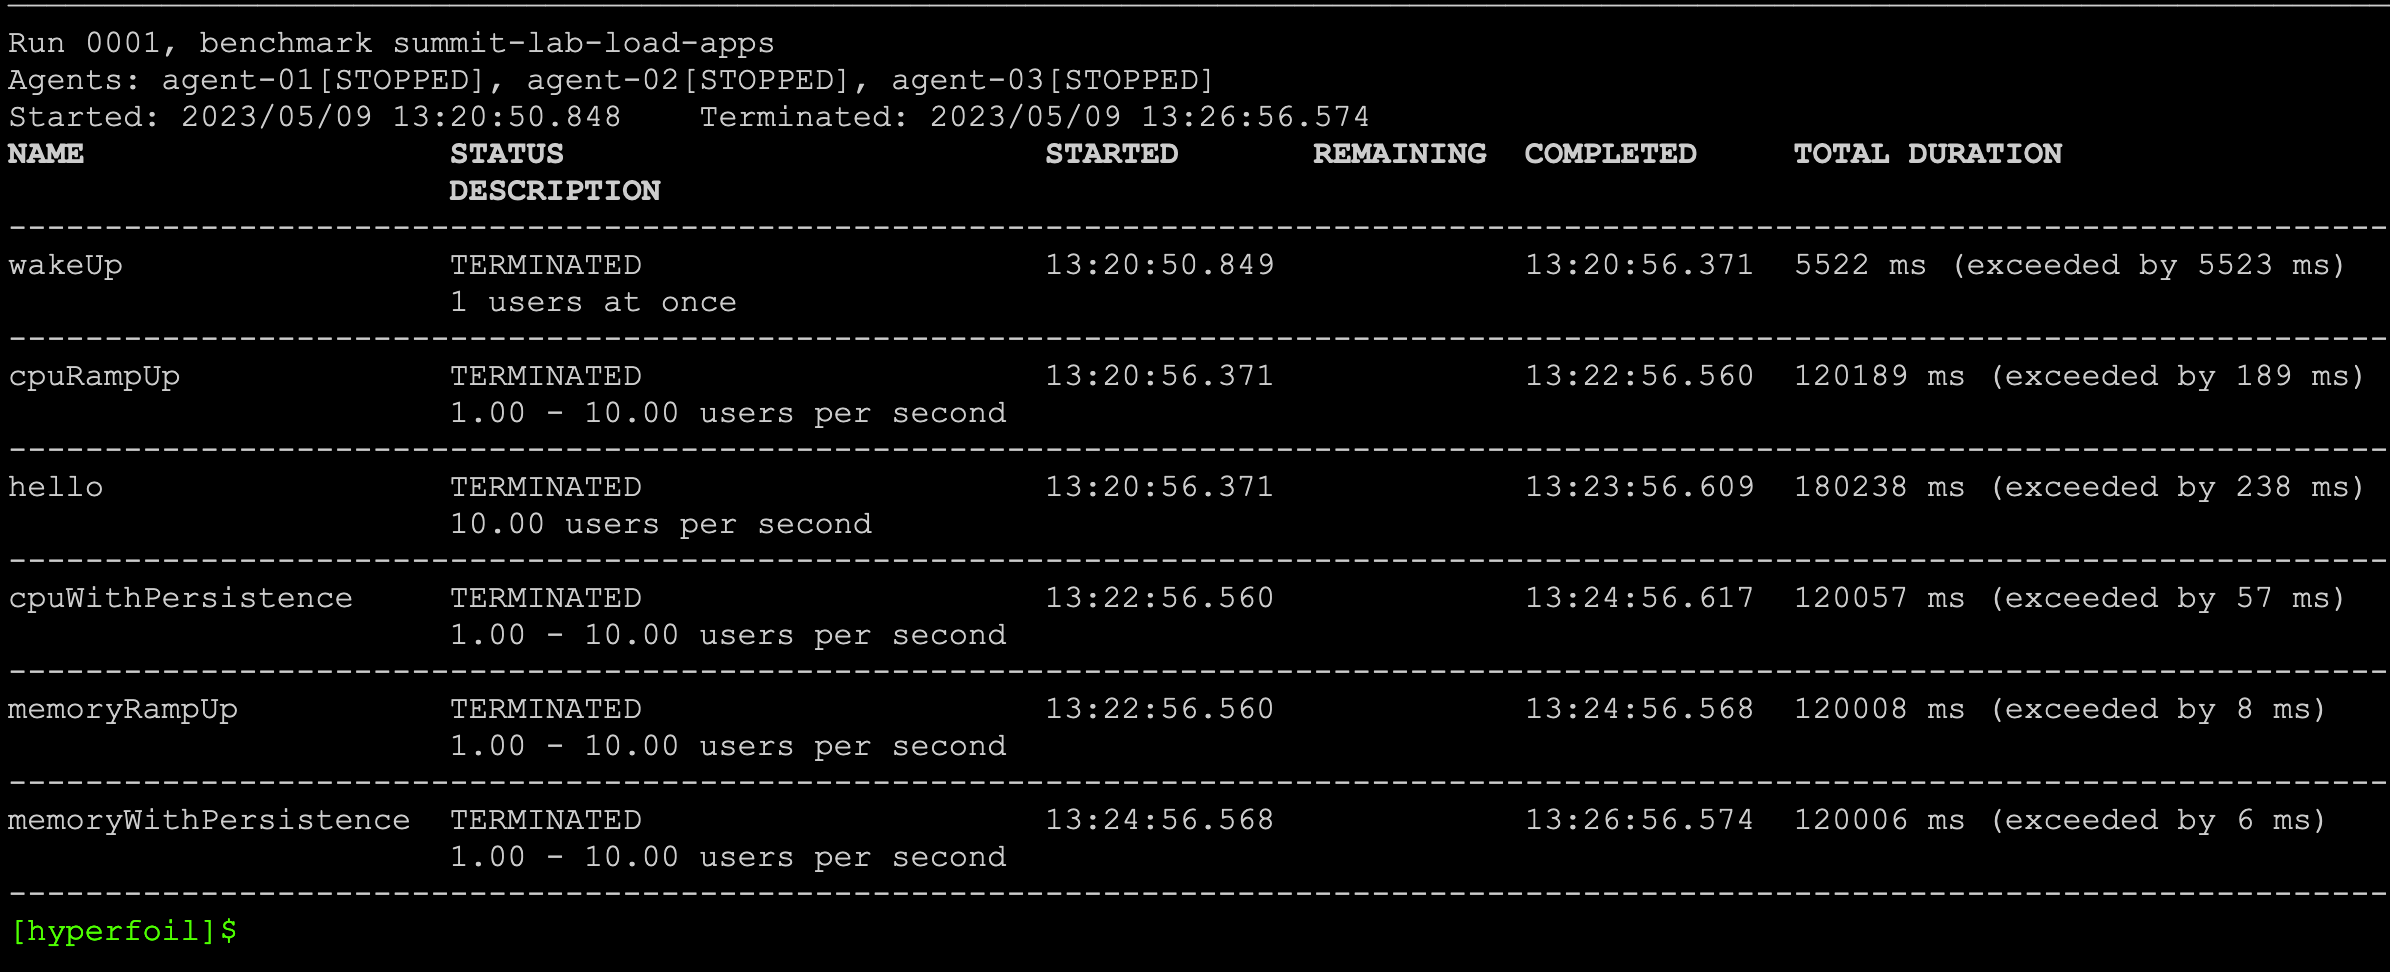 Run 0001, benchmark summit-lab-load-apps
Agents: agent-01[STOPPED], agent-02[STOPPED], agent-03[STOPPED]
Started: 2023/05/09 13:20:50.848    Terminated: 2023/05/09 13:26:56.574
NAME                   STATUS                         STARTED       REMAINING  COMPLETED     TOTAL DURATION
                       DESCRIPTION
wakeUp                 TERMINATED                     13:20:50.849             13:20:56.371  5522 ms (exceeded by 5523 ms)
                       1 users at once
cpuRampUp              TERMINATED                     13:20:56.371             13:22:56.560  120189 ms (exceeded by 189 ms)
                       1.00 - 10.00 users per second
hello                  TERMINATED                     13:20:56.371             13:23:56.609  180238 ms (exceeded by 238 ms)
                       10.00 users per second
cpuWithPersistence     TERMINATED                     13:22:56.560             13:24:56.617  120057 ms (exceeded by 57 ms)
                       1.00 - 10.00 users per second
memoryRampUp           TERMINATED                     13:22:56.560             13:24:56.568  120008 ms (exceeded by 8 ms)
                       1.00 - 10.00 users per second
memoryWithPersistence  TERMINATED                     13:24:56.568             13:26:56.574  120006 ms (exceeded by 6 ms)
                       1.00 - 10.00 users per second
[hyperfoil]$